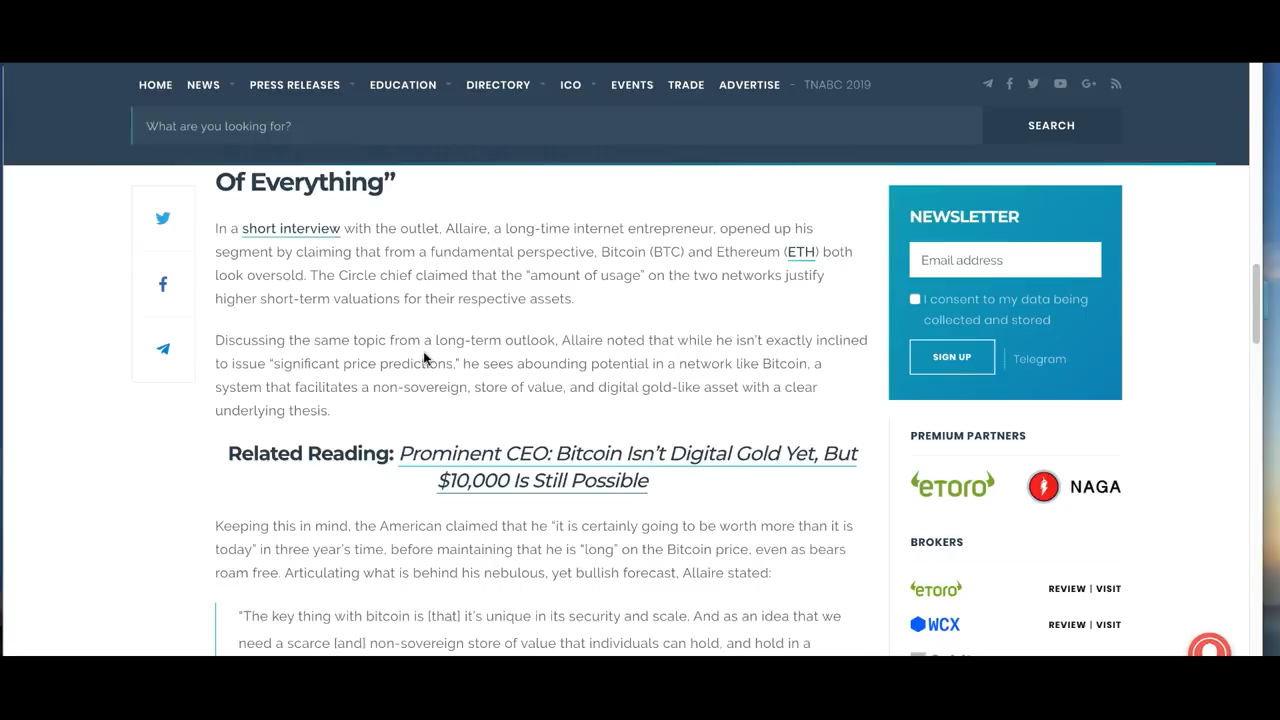 HOME NEWS PRESS RELEASES EDUCATION DIRECTORY ICO EVENTS TRADE ADVERTISE – TNABC 2019
What are you looking for?
SEARCH
Of Everything”
In a short interview with the outlet, Allaire, a long-time internet entrepreneur, opened up his
segment by claiming that from a fundamental perspective, Bitcoin (BTC) and Ethereum (ETH) both
look oversold. The Circle chief claimed that the “amount of usage” on the two networks justify
higher short-term valuations for their respective assets.
Discussing the same topic from a long-term outlook, Allaire noted that while he isn’t exactly inclined
to issue “significant price predictions,” he sees abounding potential in a network like Bitcoin, a
system that facilitates a non-sovereign, store of value, and digital gold-like asset with a clear
underlying thesis.
Related Reading: Prominent CEO: Bitcoin Isn’t Digital Gold Yet, But
$10,000 Is Still Possible
Keeping this in mind, the American claimed that he “it is certainly going to be worth more than it is
today” in three year’s time, before maintaining that he is “long” on the Bitcoin price, even as bears
roam free. Articulating what is behind his nebulous, yet bullish forecast, Allaire stated:
“The key thing with bitcoin is [that] it’s unique in its security and scale. And as an idea that we
need a scarce [and] non-sovereign store of value that individuals can hold, and hold in a
NEWSLETTER
Email address
I consent to my data being
collected and stored
SIGN UP
Telegram
PREMIUM PARTNERS
eToro
NAGA
BROKERS
eToro REVIEW | VISIT
WCX REVIEW | VISIT